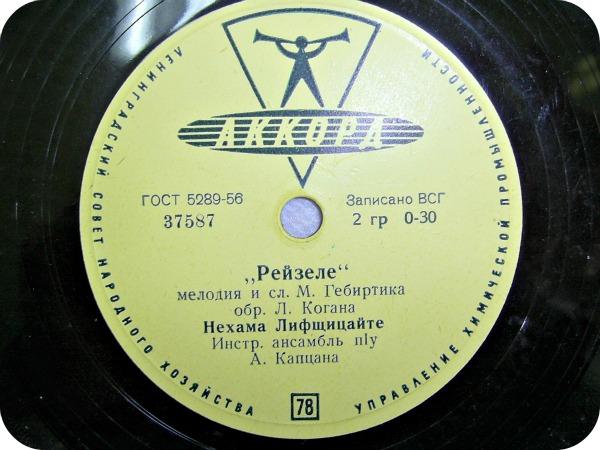 ЛЕНИНГРАДСКИЙ СОВЕТ НАРОДНОГО ХОЗЯЙСТВА
УПРАВЛЕНИЕ ХИМИЧЕСКОЙ ПРОМЫШЛЕННОСТИ
АККОРД
ГОСТ 5289-56 Записано ВСГ
37587 2 гр 0-30
„Рейзеле“
мелодия и сл. М. Гебиртика
обр. Л. Когана
Нехама Лифщицайте
Инстр. ансамбль п/у
А. Капцана
78